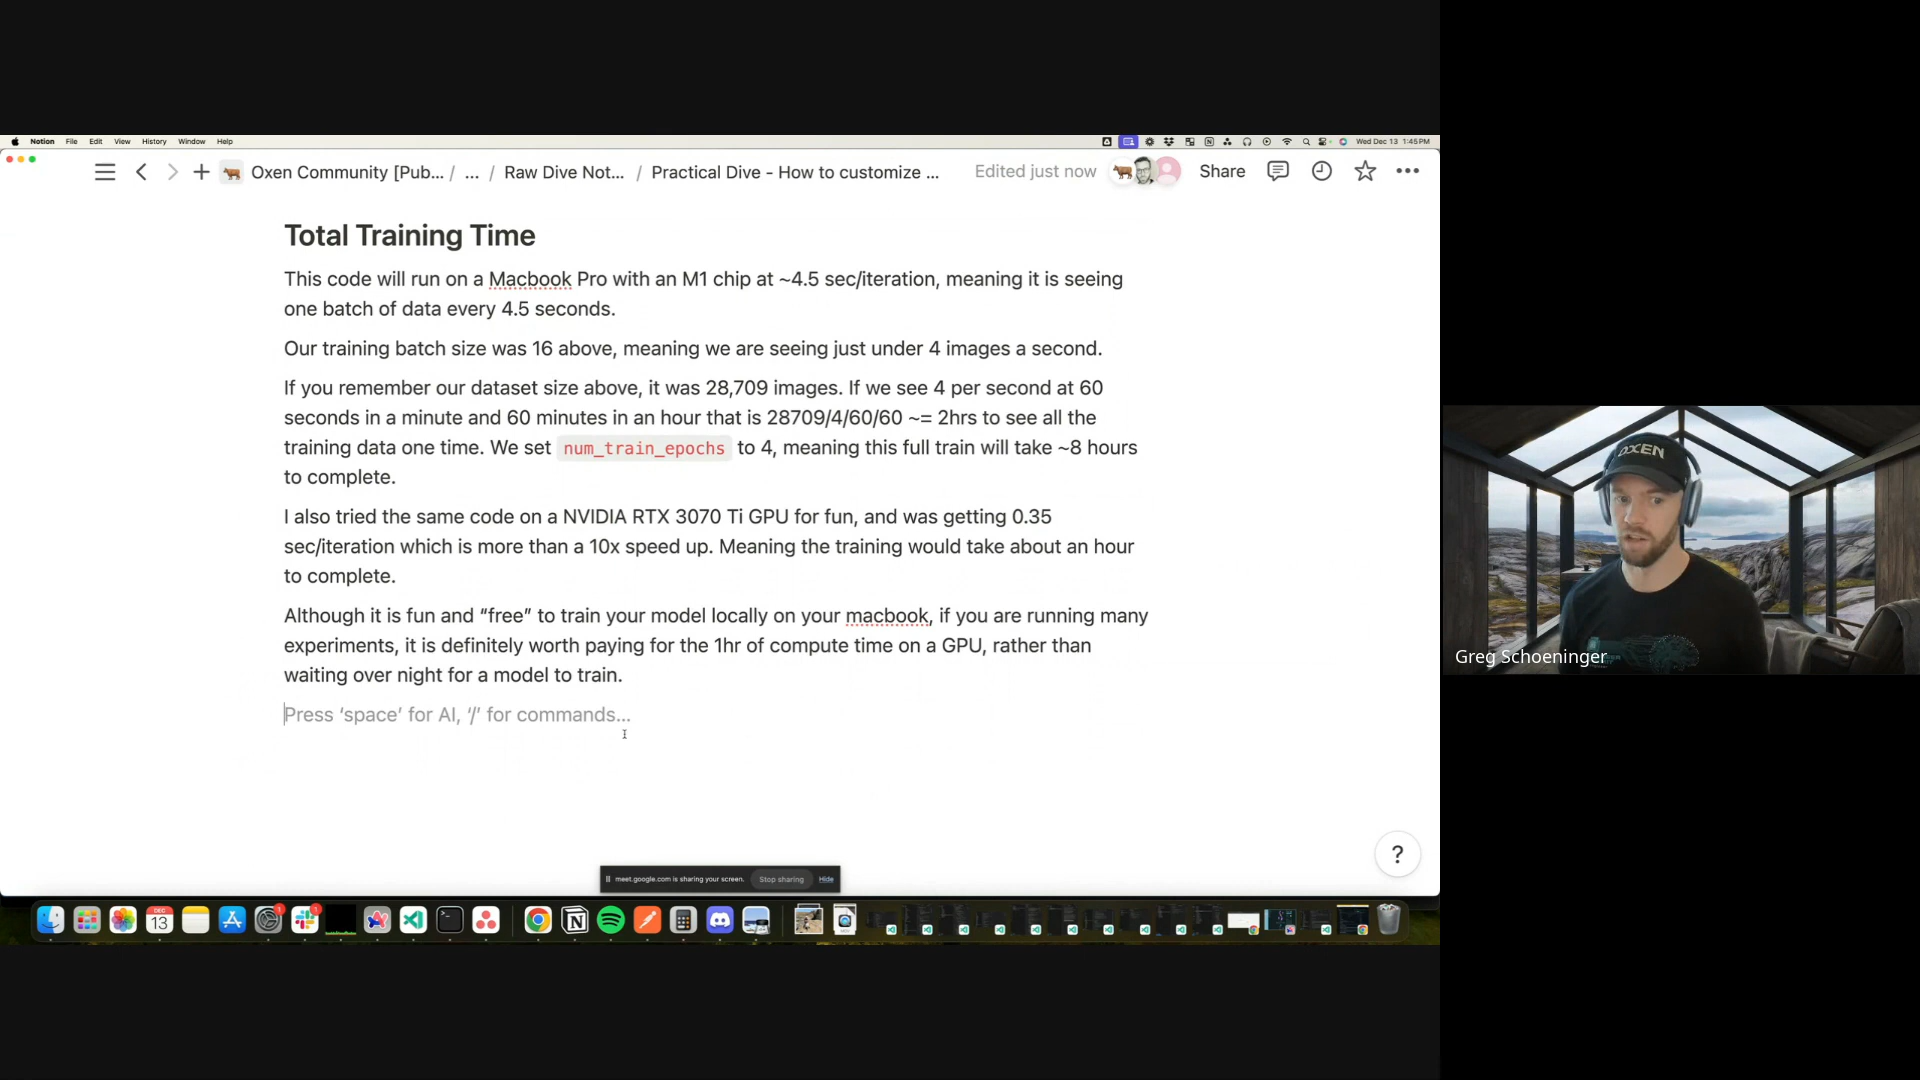 Notion File Edit View History Window Help
Wed Dec 13 1:45PM
Oxen Community [Pub... / ... / Raw Dive Not... / Practical Dive - How to customize ...
Edited just now
Share
Total Training Time
This code will run on a Macbook Pro with an M1 chip at ~4.5 sec/iteration, meaning it is seeing
one batch of data every 4.5 seconds.
Our training batch size was 16 above, meaning we are seeing just under 4 images a second.
If you remember our dataset size above, it was 28,709 images. If we see 4 per second at 60
seconds in a minute and 60 minutes in an hour that is 28709/4/60/60 ~= 2hrs to see all the
training data one time. We set num_train_epochs to 4, meaning this full train will take ~8 hours
to complete.
I also tried the same code on a NVIDIA RTX 3070 Ti GPU for fun, and was getting 0.35
sec/iteration which is more than a 10x speed up. Meaning the training would take about an hour
to complete.
Although it is fun and “free” to train your model locally on your macbook, if you are running many
experiments, it is definitely worth paying for the 1hr of compute time on a GPU, rather than
waiting over night for a model to train.
Press ‘space’ for AI, ‘/’ for commands...
?
meet.google.com is sharing your screen. Stop sharing Hide
DEC
13
OXEN
Greg Schoeninger